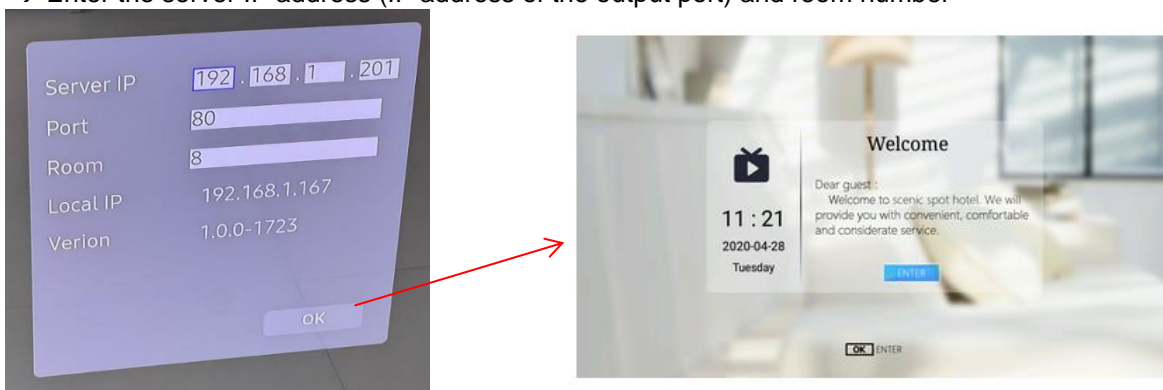 Enter the server IP address (IP address of the output port) and room number
Server IP 192 . 168 . 1 . 201
Port 80
Room 8
Local IP 192.168.1.167
Verion 1.0.0-1723
OK
Welcome
Dear guest :
Welcome to scenic spot hotel. We will
provide you with convenient, comfortable
and considerate service.
11 : 21
2020-04-28
Tuesday
ENTER
OK ENTER